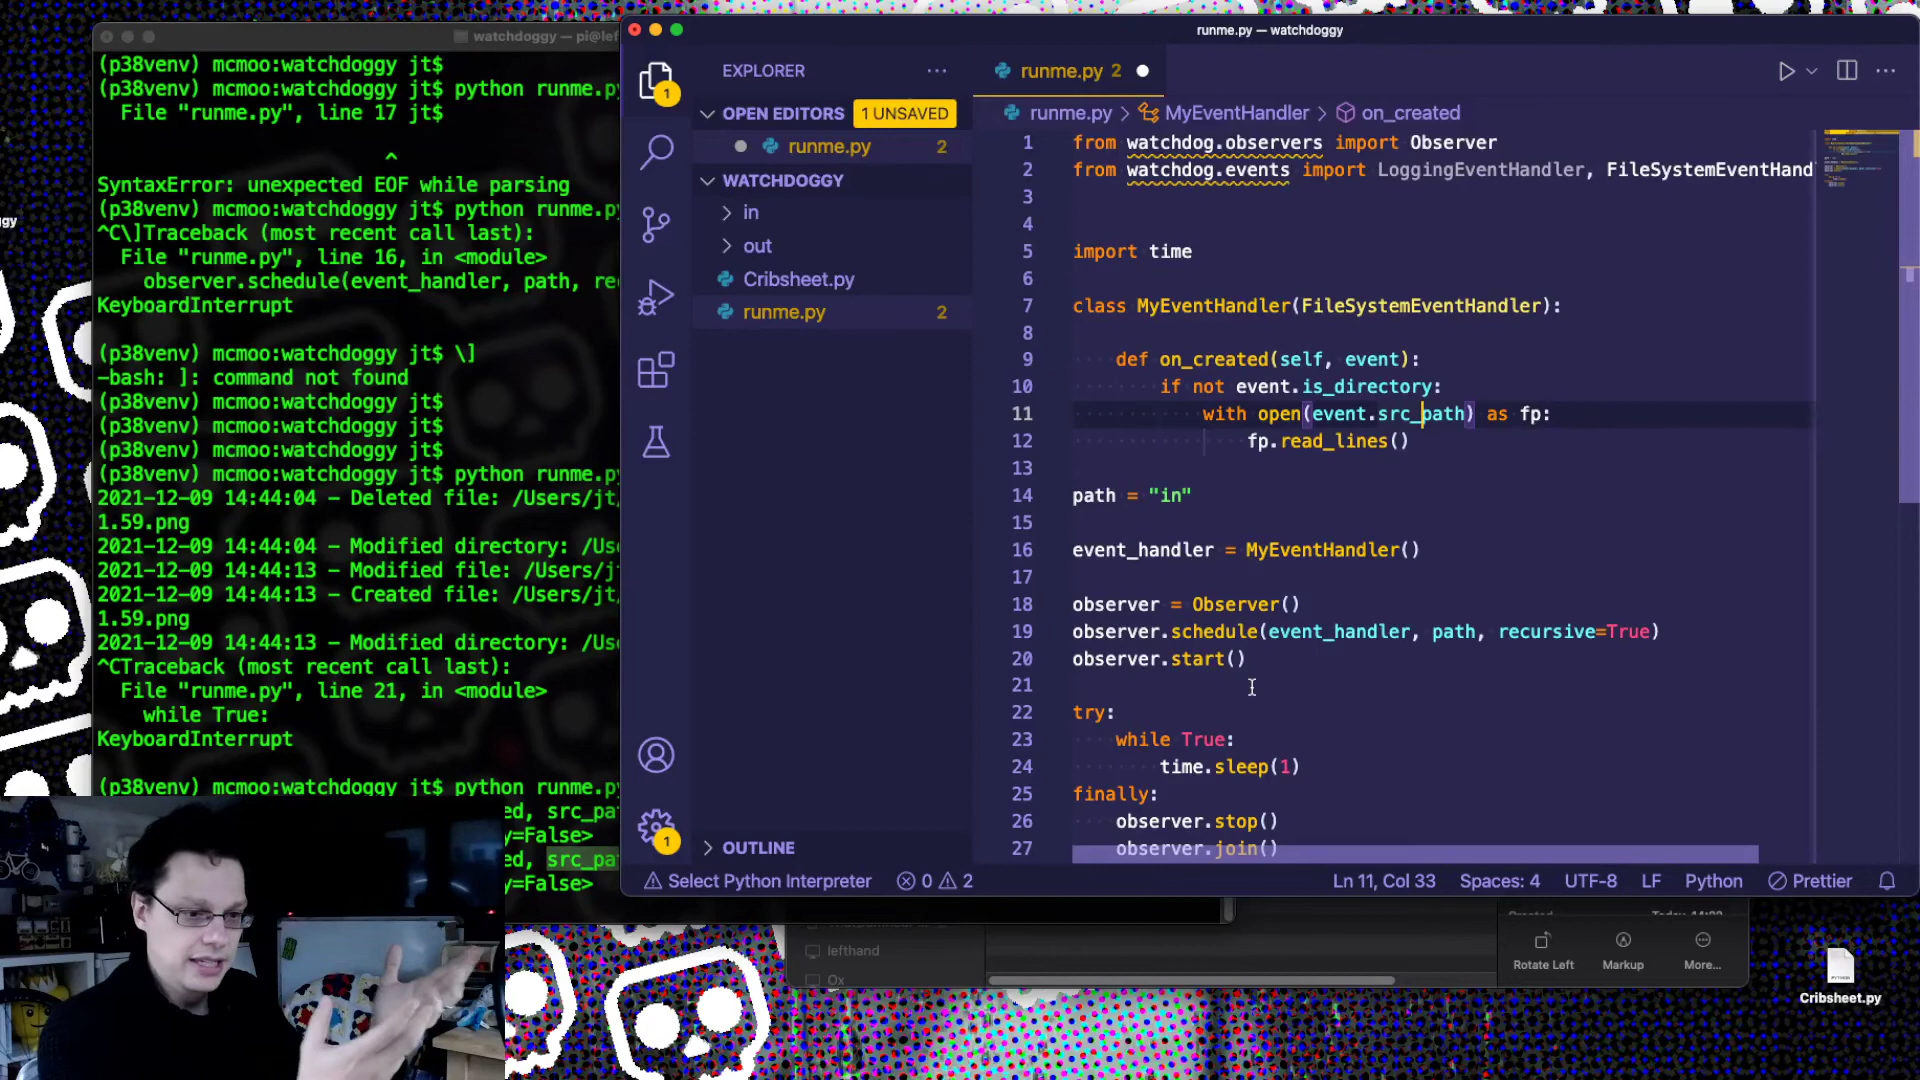 watchdoggy — pi@lef
(p38venv) mcmoo:watchdoggy jt$
(p38venv) mcmoo:watchdoggy jt$ python runme.py
File "runme.py", line 17 jt$
^
SyntaxError: unexpected EOF while parsing
(p38venv) mcmoo:watchdoggy jt$ python runme.py
^C\]Traceback (most recent call last):
File "runme.py", line 16, in <module>
observer.schedule(event_handler, path, re
KeyboardInterrupt
(p38venv) mcmoo:watchdoggy jt$ \]
-bash: ]: command not found
(p38venv) mcmoo:watchdoggy jt$
(p38venv) mcmoo:watchdoggy jt$
(p38venv) mcmoo:watchdoggy jt$
(p38venv) mcmoo:watchdoggy jt$ python runme.py
2021-12-09 14:44:04 - Deleted file: /Users/jt/
1.59.png
2021-12-09 14:44:04 - Modified directory: /Use
2021-12-09 14:44:13 - Modified file: /Users/j
2021-12-09 14:44:13 - Created file: /Users/jt/
1.59.png
2021-12-09 14:44:13 - Modified directory: /Use
^CTraceback (most recent call last):
File "runme.py", line 21, in <module>
while True:
KeyboardInterrupt
(p38venv) mcmoo:watchdoggy jt$ python runme.py
ed, src_pa
y=False>
ed, src_pa
y=False>
gy
runme.py — watchdoggy
EXPLORER
OPEN EDITORS 1 UNSAVED
runme.py 2
WATCHDOGGY
in
out
Cribsheet.py
runme.py 2
OUTLINE
1
1
runme.py 2
runme.py > MyEventHandler > on_created
1 from watchdog.observers import Observer
2 from watchdog.events import LoggingEventHandler, FileSystemEventHand
3
4
5 import time
6
7 class MyEventHandler(FileSystemEventHandler):
8
9 def on_created(self, event):
10 if not event.is_directory:
11 with open(event.src_path) as fp:
12 fp.read_lines()
13
14 path = "in"
15
16 event_handler = MyEventHandler()
17
18 observer = Observer()
19 observer.schedule(event_handler, path, recursive=True)
20 observer.start()
21
22 try:
23 while True:
24 time.sleep(1)
25 finally:
26 observer.stop()
27 observer.join()
Select Python Interpreter 0 2 Ln 11, Col 33 Spaces: 4 UTF-8 LF Python Prettier
lefthand
Ox
Rotate Left Markup More...
Cribsheet.py